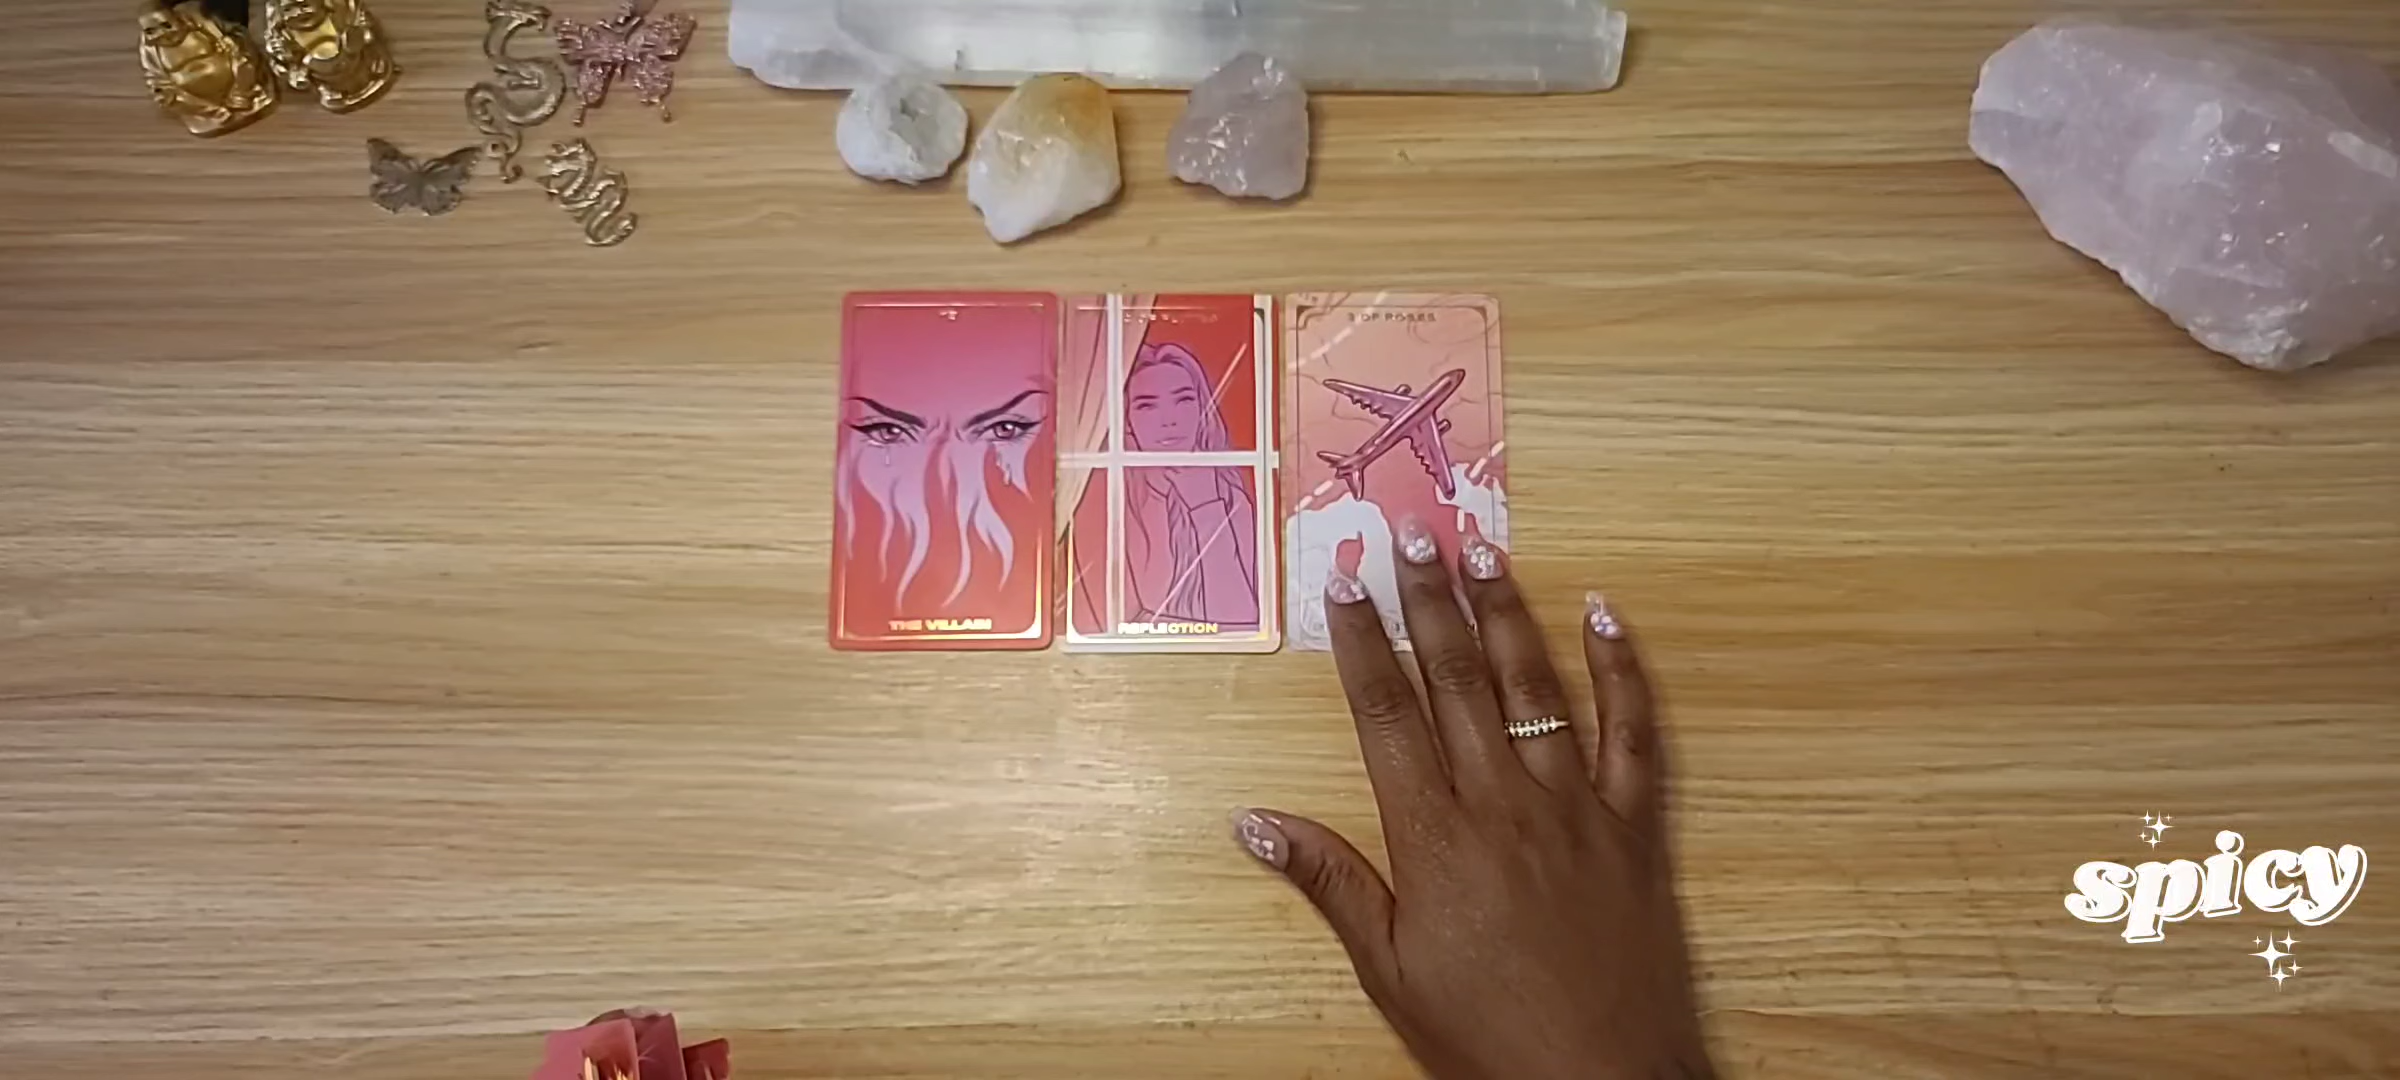 3 OF ROSES
THE VILLAIN
REFLECTION
spicy